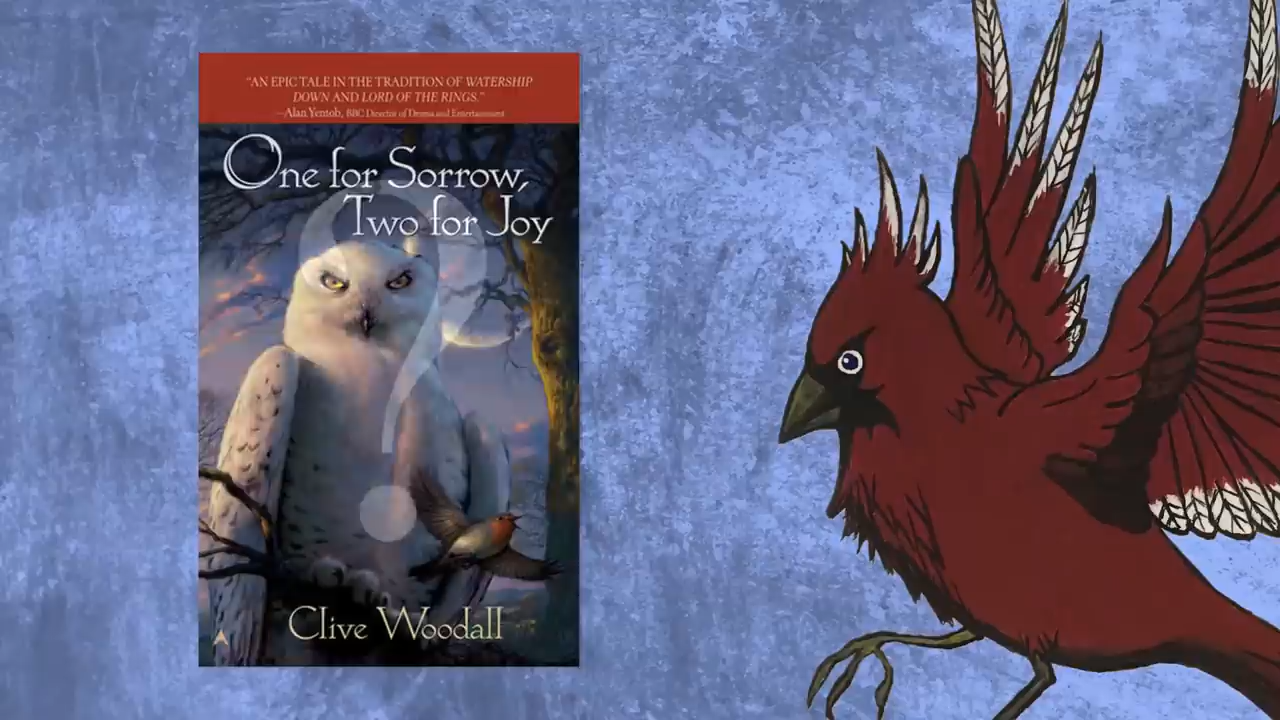 “AN EPIC TALE IN THE TRADITION OF WATERSHIP
DOWN AND LORD OF THE RINGS.”
—Alan Yentob, BBC Director of Drama and Entertainment
One for Sorrow,
Two for Joy
?
Clive Woodall